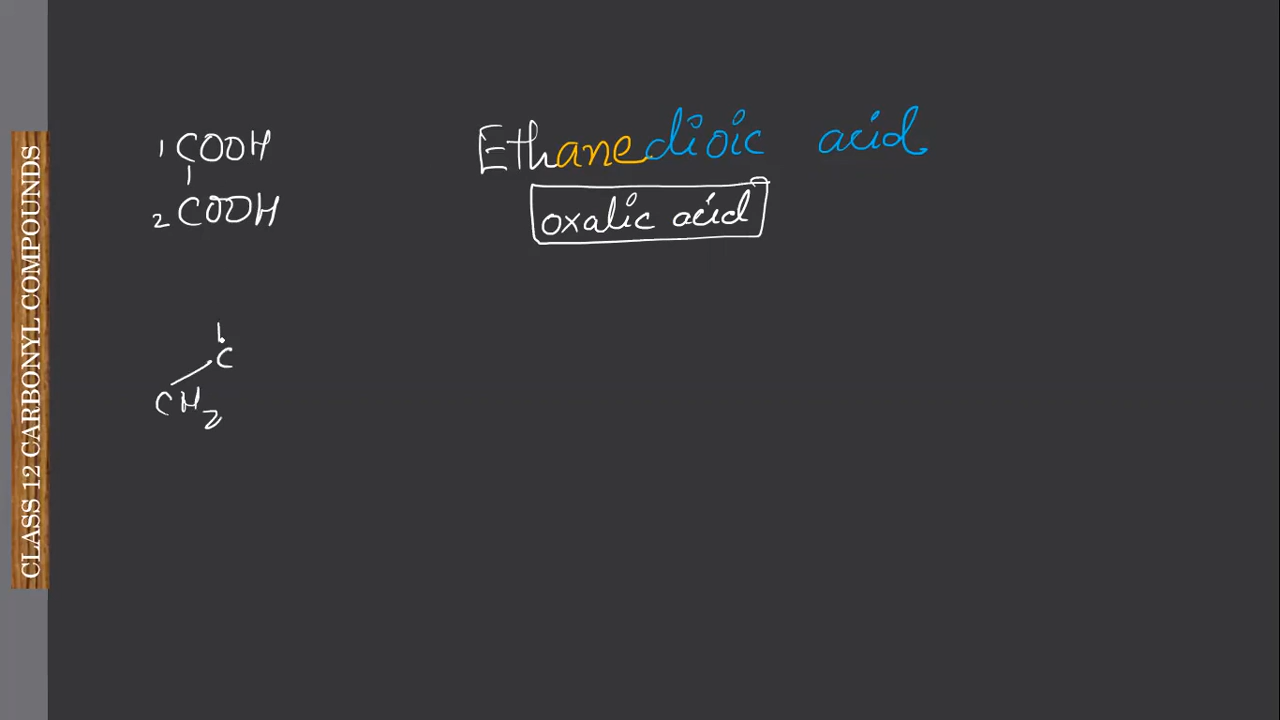 CLASS 12 CARBONYL COMPOUNDS
1 COOH
2 COOH
Ethanedioic acid
oxalic acid
1
C
CH2